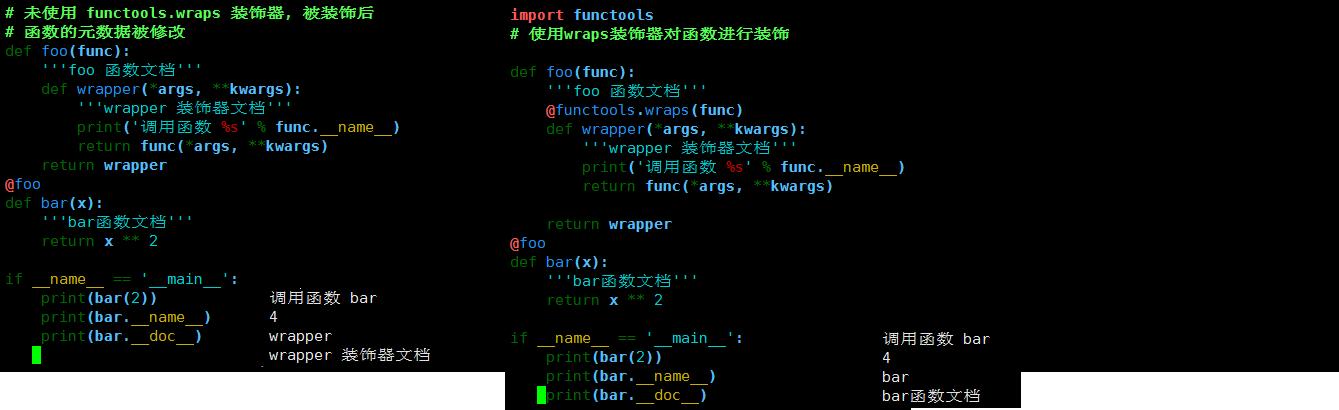 # 未使用 functools.wraps 装饰器，被装饰后
# 函数的元数据被修改
def foo(func):
    '''foo 函数文档'''
    def wrapper(*args, **kwargs):
        '''wrapper 装饰器文档'''
        print('调用函数 %s' % func.__name__)
        return func(*args, **kwargs)
    return wrapper
@foo
def bar(x):
    '''bar函数文档'''
    return x ** 2
if __name__ == '__main__':
    print(bar(2))
    print(bar.__name__)
    print(bar.__doc__)
调用函数 bar
4
wrapper
wrapper 装饰器文档
import functools
# 使用wraps装饰器对函数进行装饰
def foo(func):
    '''foo 函数文档'''
    @functools.wraps(func)
    def wrapper(*args, **kwargs):
        '''wrapper 装饰器文档'''
        print('调用函数 %s' % func.__name__)
        return func(*args, **kwargs)
    return wrapper
@foo
def bar(x):
    '''bar函数文档'''
    return x ** 2
if __name__ == '__main__':
    print(bar(2))
    print(bar.__name__)
    print(bar.__doc__)
调用函数 bar
4
bar
bar函数文档